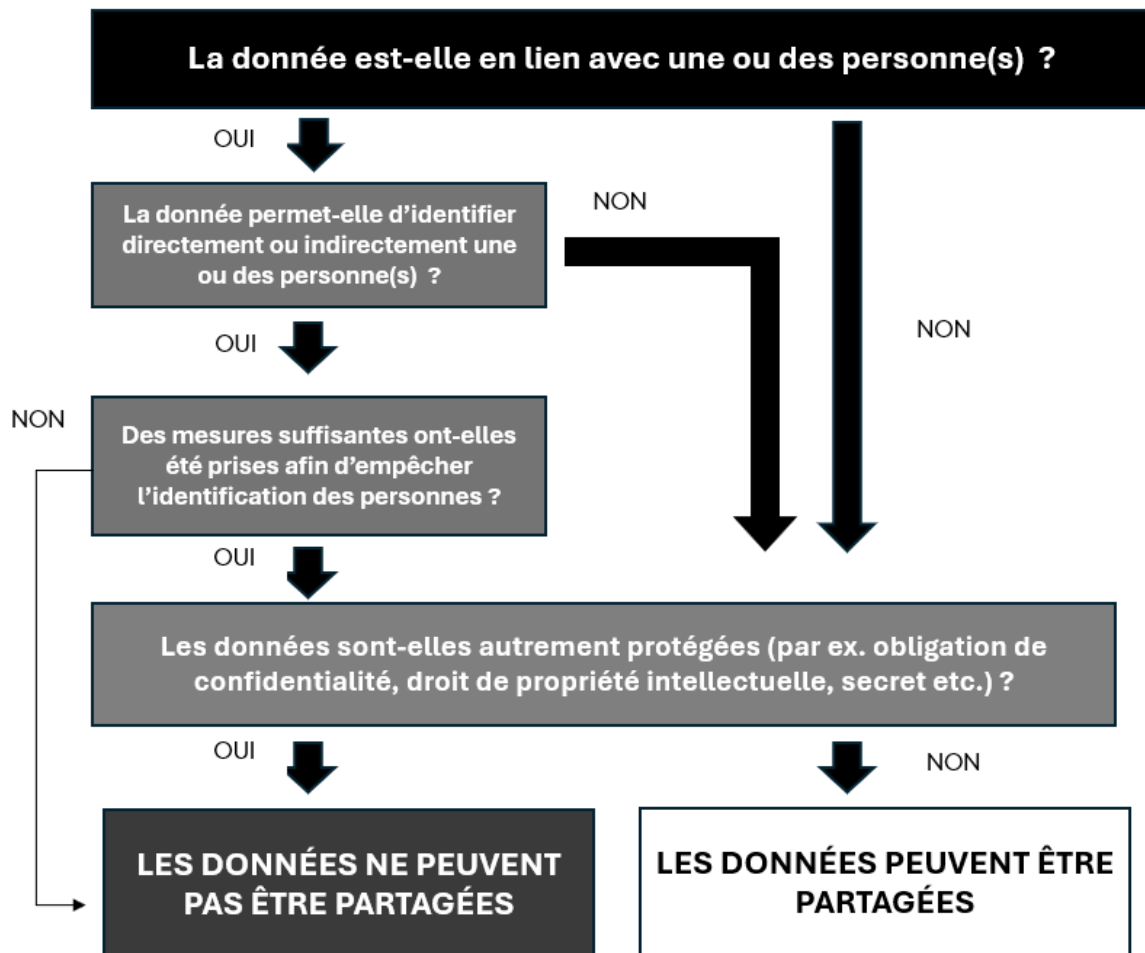 La donnée est-elle en lien avec une ou des personne(s) ?
OUI
La donnée permet-elle d'identifier
directement ou indirectement une
ou des personne(s) ?
NON
NON
OUI
NON
Des mesures suffisantes ont-elles
été prises afin d'empêcher
l'identification des personnes ?
OUI
Les données sont-elles autrement protégées (par ex. obligation de
confidentialité, droit de propriété intellectuelle, secret etc.) ?
OUI
NON
LES DONNÉES NE PEUVENT
PAS ÊTRE PARTAGÉES
LES DONNÉES PEUVENT ÊTRE
PARTAGÉES